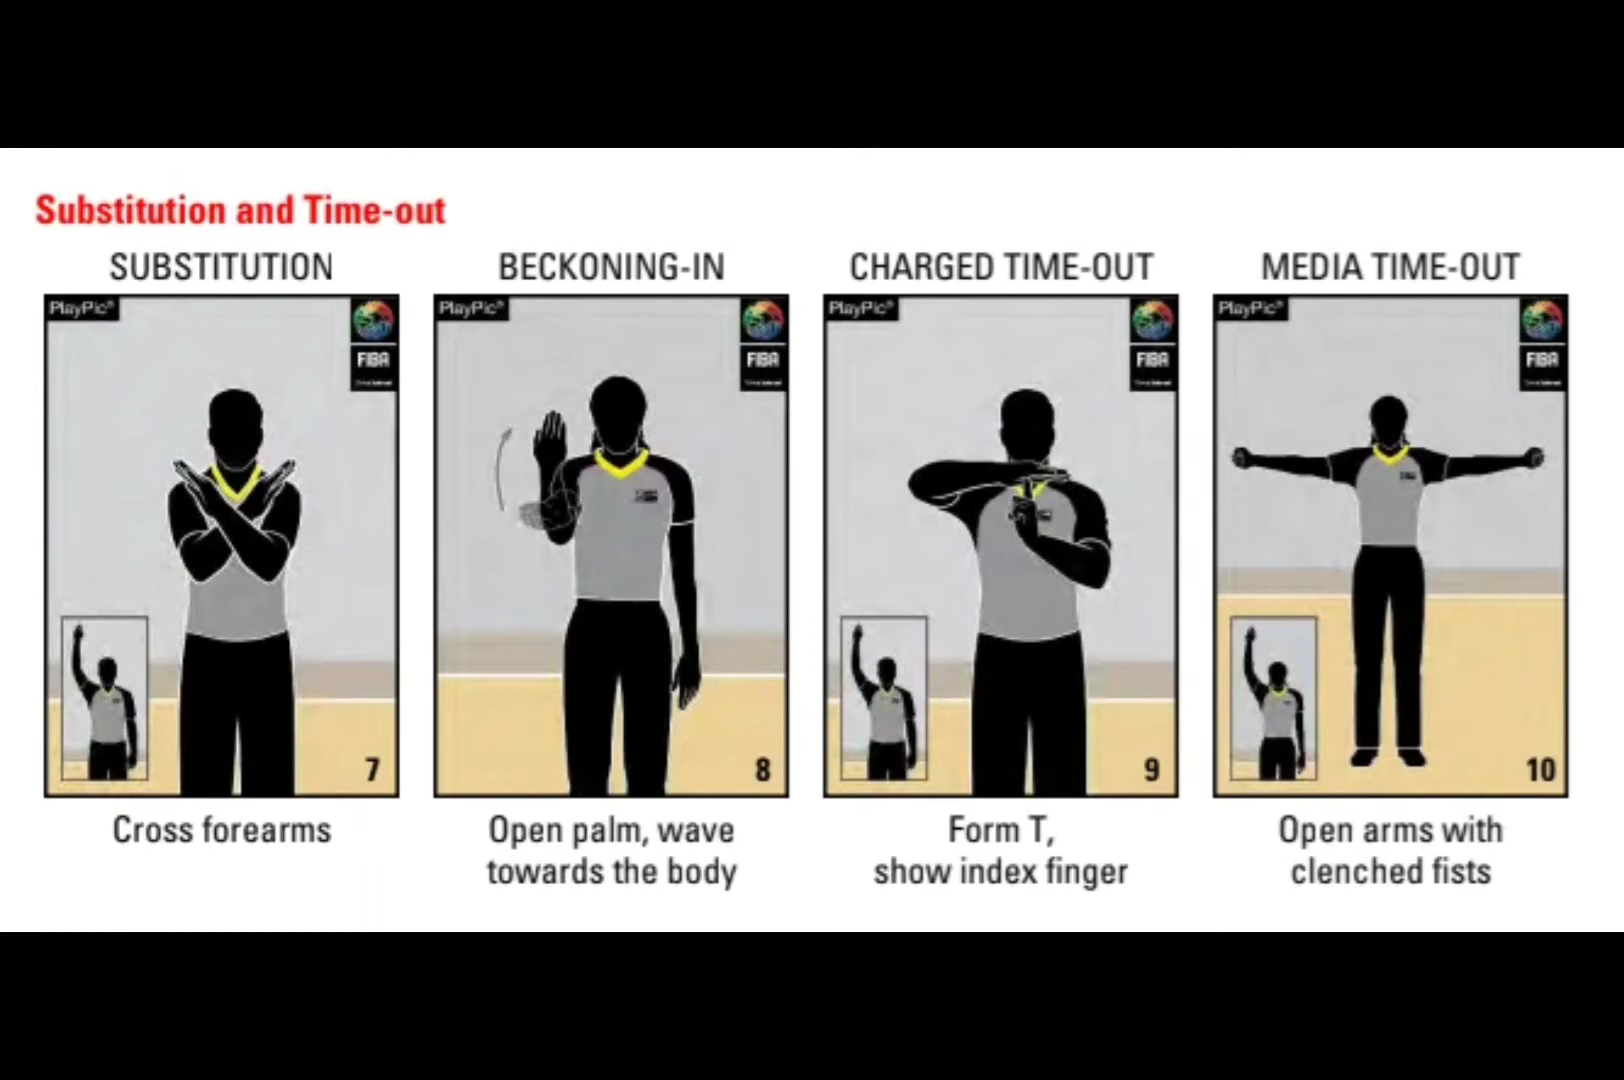 Substitution and Time-out
SUBSTITUTION
BECKONING-IN
CHARGED TIME-OUT
MEDIA TIME-OUT
PlayPic®
FIBA
PlayPic®
FIBA
PlayPic®
FIBA
PlayPic®
FIBA
7
8
9
10
Cross forearms
Open palm, wave
towards the body
Form T,
show index finger
Open arms with
clenched fists